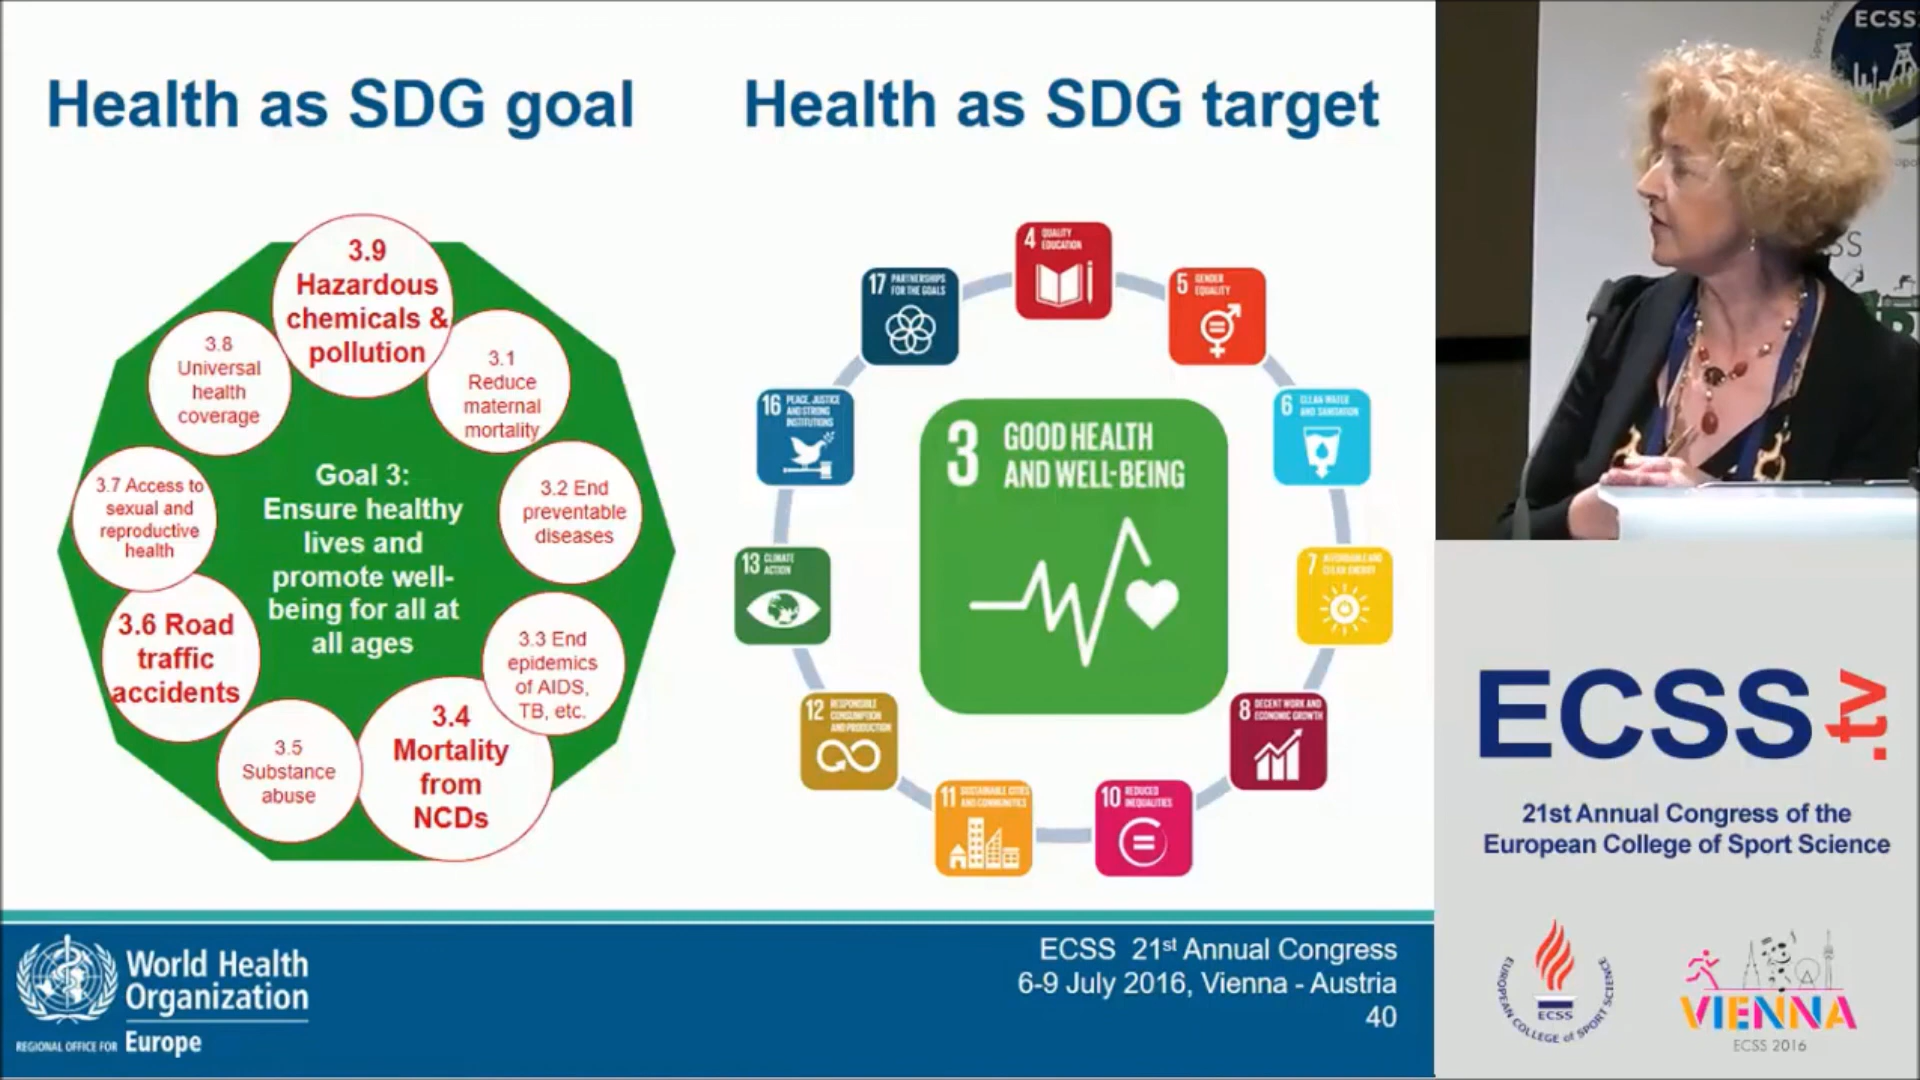 Health as SDG goal
3.9
Hazardous
chemicals &
pollution
3.8
Universal
health
coverage
3.1
Reduce
maternal
mortality
3.7 Access to
sexual and
reproductive
health
Goal 3:
Ensure healthy
lives and
promote well-
being for all at
all ages
3.2 End
preventable
diseases
3.6 Road
traffic
accidents
3.3 End
epidemics
of AIDS,
TB, etc.
3.5
Substance
abuse
3.4
Mortality
from
NCDs
Health as SDG target
4 QUALITY
EDUCATION
17 PARTNERSHIPS
FOR THE GOALS
5 GENDER
EQUALITY
16 PEACE, JUSTICE
AND STRONG
INSTITUTIONS
6 CLEAN WATER
AND SANITATION
3 GOOD HEALTH
AND WELL-BEING
13 CLIMATE
ACTION
7 AFFORDABLE AND
CLEAN ENERGY
12 RESPONSIBLE
CONSUMPTION
AND PRODUCTION
8 DECENT WORK AND
ECONOMIC GROWTH
11 SUSTAINABLE CITIES
AND COMMUNITIES
10 REDUCED
INEQUALITIES
World Health
Organization
REGIONAL OFFICE FOR Europe
ECSS 21st Annual Congress
6-9 July 2016, Vienna - Austria
40
ECSS
ECSS.tv
21st Annual Congress of the
European College of Sport Science
EUROPEAN COLLEGE of SPORT SCIENCE
ECSS
VIENNA
ECSS 2016